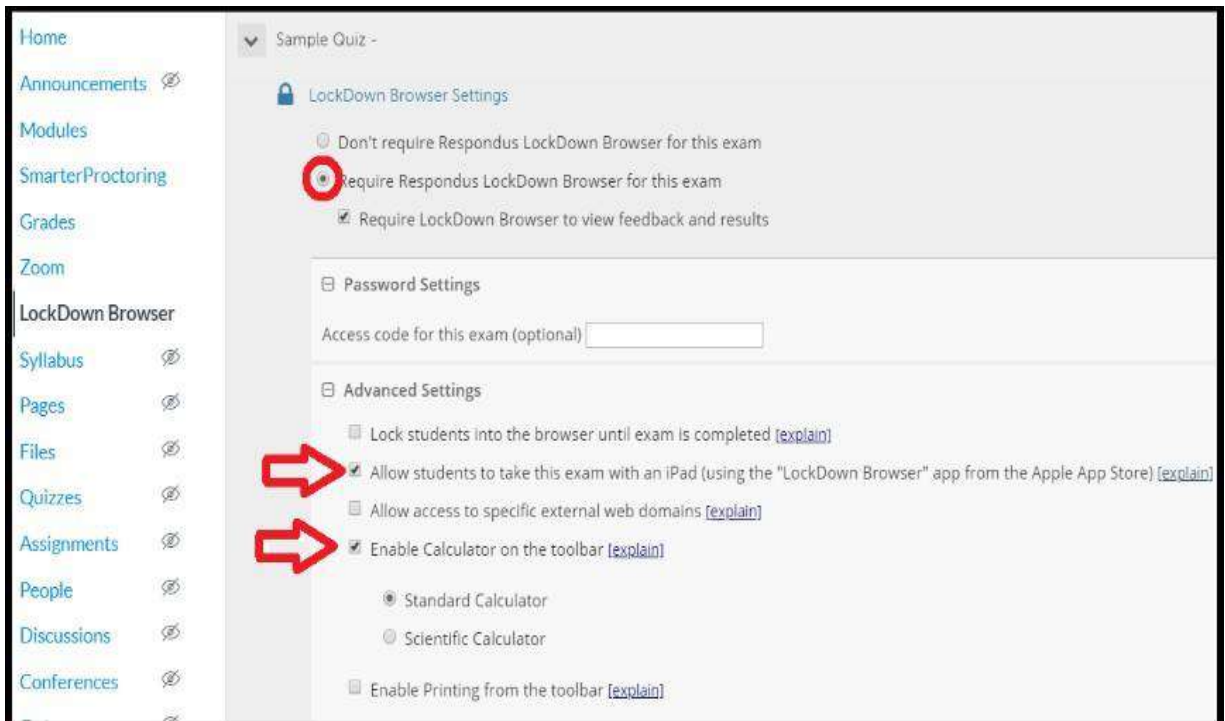 Home
Announcements
Modules
SmarterProctoring
Grades
Zoom
LockDown Browser
Syllabus
Pages
Files
Quizzes
Assignments
People
Discussions
Conferences
Sample Quiz -
LockDown Browser Settings
Don't require Respondus LockDown Browser for this exam
Require Respondus LockDown Browser for this exam
Require LockDown Browser to view feedback and results
Password Settings
Access code for this exam (optional)
Advanced Settings
Lock students into the browser until exam is completed [explain]
Allow students to take this exam with an iPad (using the "LockDown Browser" app from the Apple App Store) [explain]
Allow access to specific external web domains [explain]
Enable Calculator on the toolbar [explain]
Standard Calculator
Scientific Calculator
Enable Printing from the toolbar [explain]